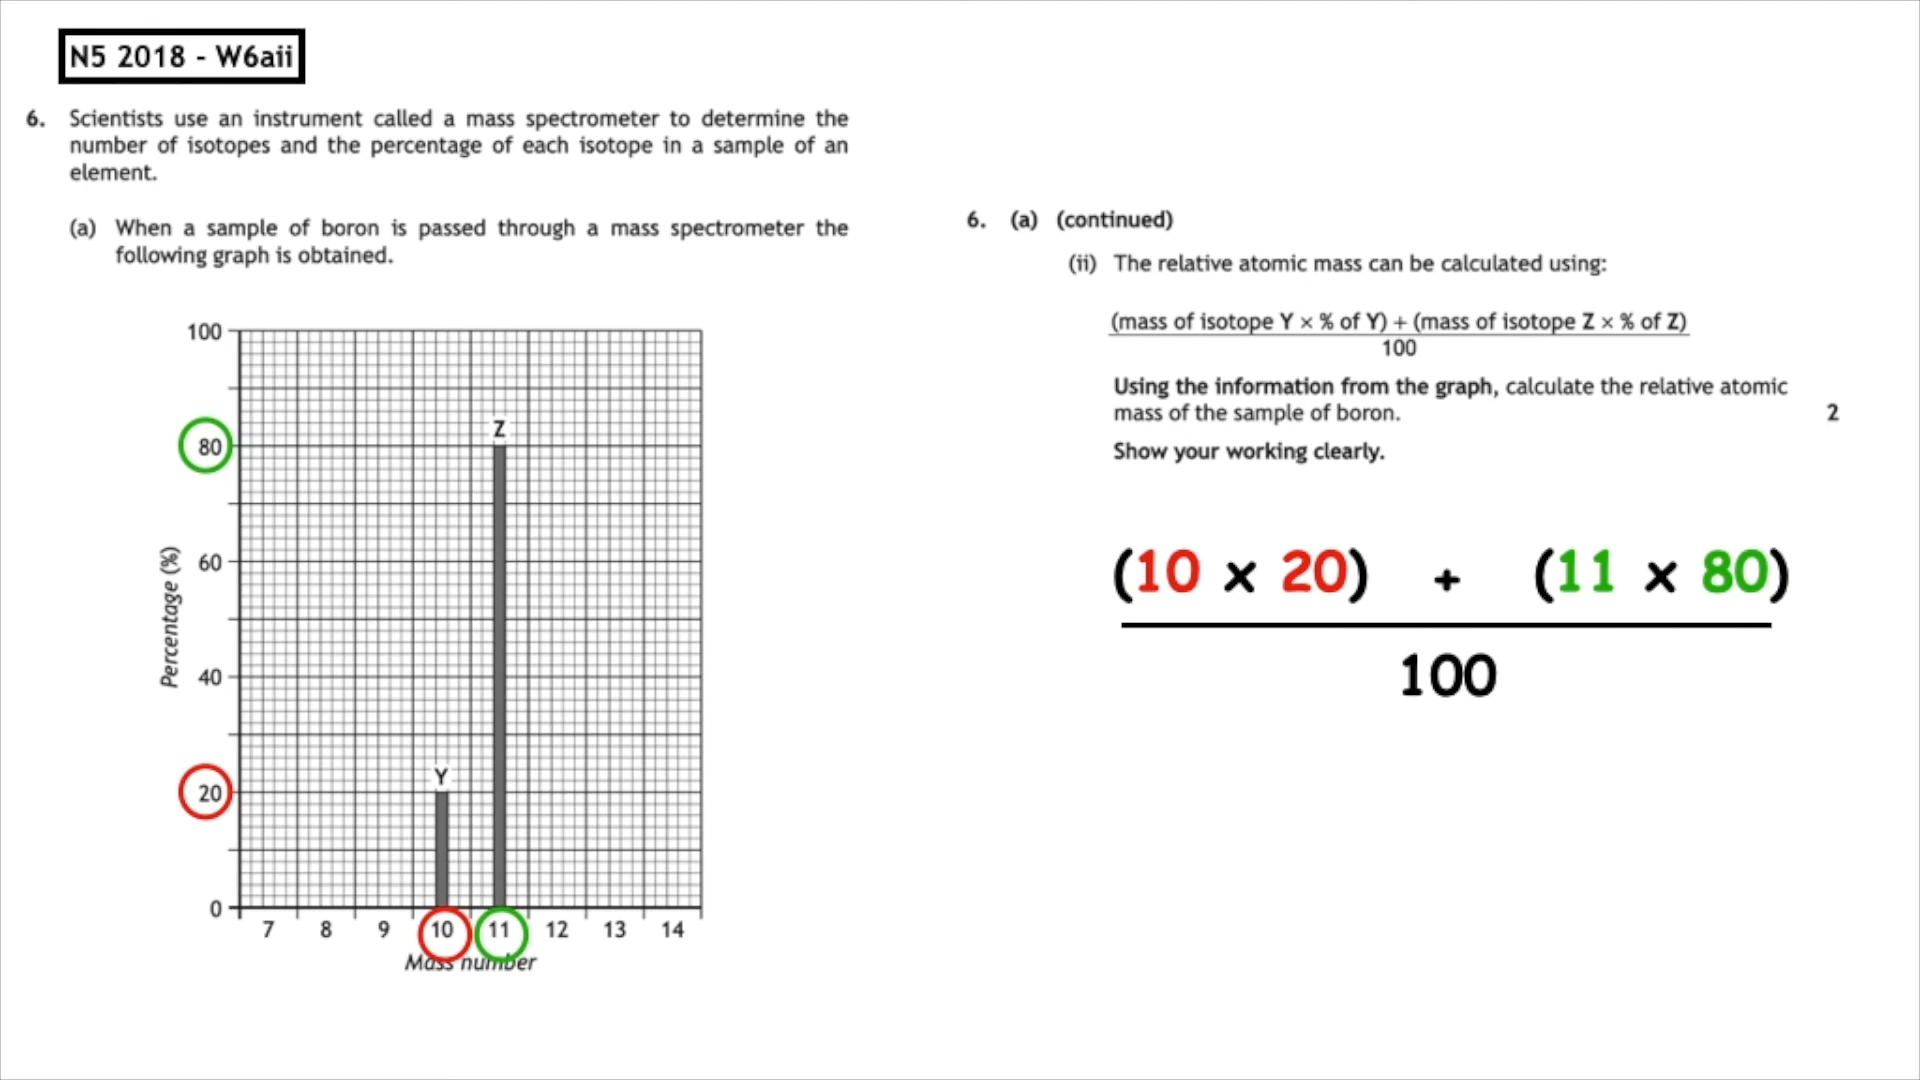 N5 2018 - W6aii
6. Scientists use an instrument called a mass spectrometer to determine the
number of isotopes and the percentage of each isotope in a sample of an
element.
(a) When a sample of boron is passed through a mass spectrometer the
following graph is obtained.
100
80
60
40
20
0
Percentage (%)
Z
Y
7 8 9 10 11 12 13 14
Mass number
6. (a) (continued)
(ii) The relative atomic mass can be calculated using:
(mass of isotope Y × % of Y) + (mass of isotope Z × % of Z)
100
Using the information from the graph, calculate the relative atomic
mass of the sample of boron. 2
Show your working clearly.
(10 x 20) + (11 x 80)
100